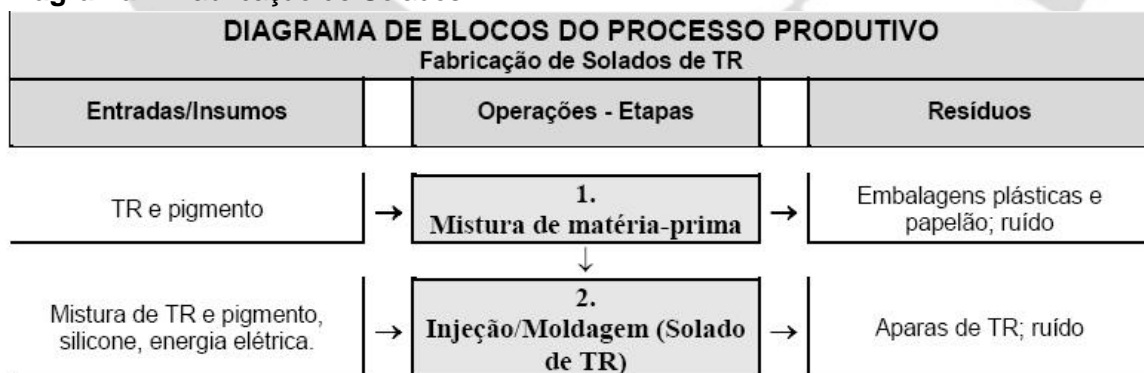 DIAGRAMA DE BLOCOS DO PROCESSO PRODUTIVO
Fabricação de Solados de TR
Entradas/Insumos
Operações - Etapas
Resíduos
TR e pigmento
→
1.
Mistura de matéria-prima
→
Embalagens plásticas e
papelão; ruído
↓
Mistura de TR e pigmento,
silicone, energia elétrica.
→
2.
Injeção/Moldagem (Solado
de TR)
→
Aparas de TR; ruído